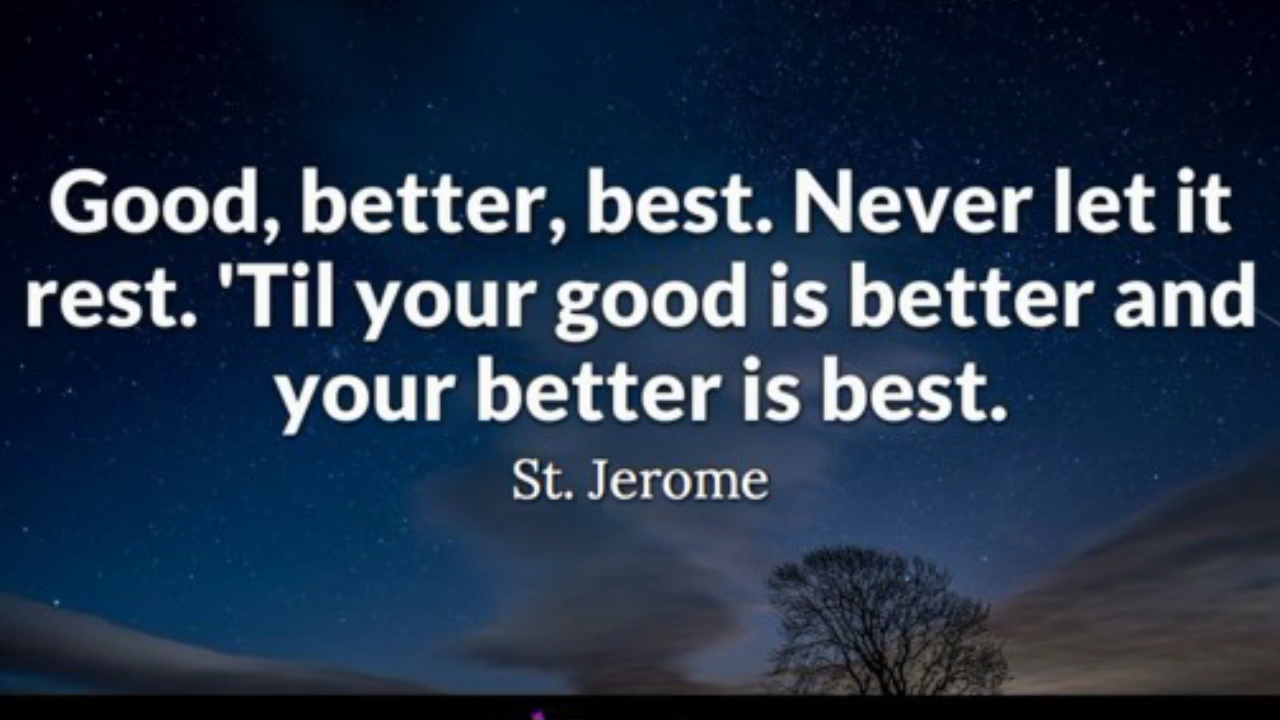 Good, better, best. Never let it
rest. 'Til your good is better and
your better is best.
St. Jerome